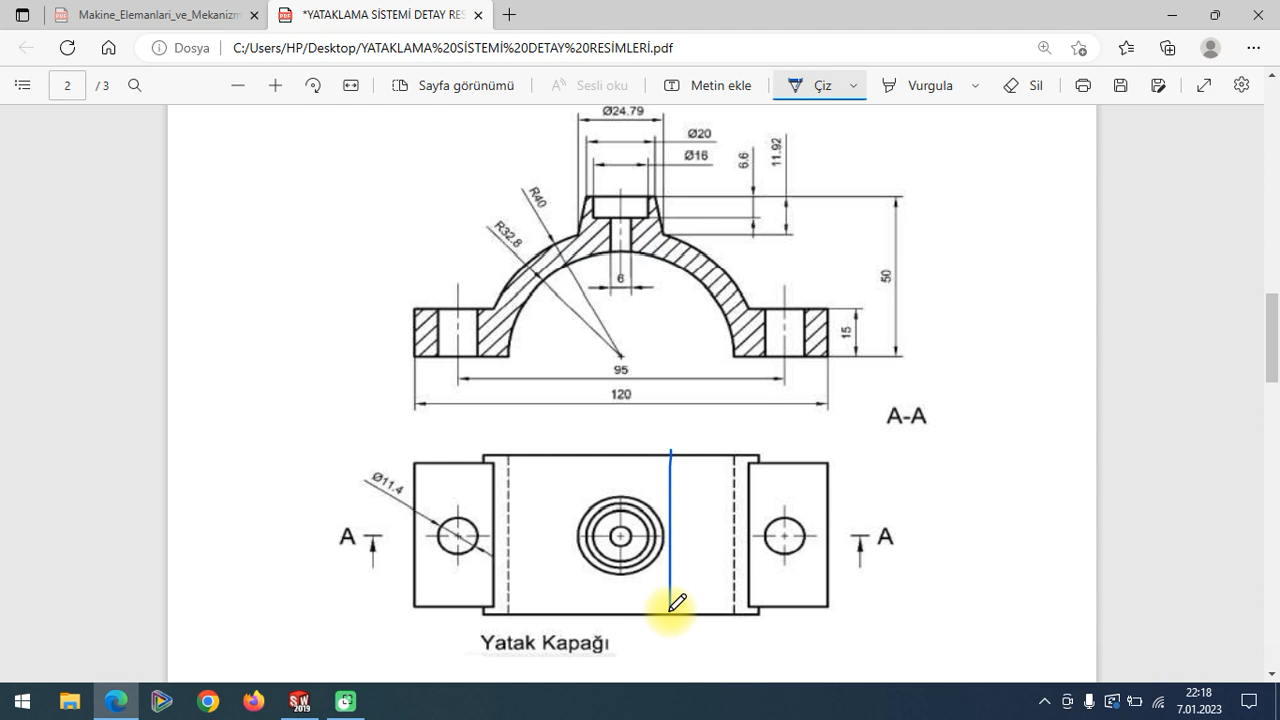 Makine_Elemanlari_ve_Mekanizm
*YATAKLAMA SİSTEMİ DETAY RES
Dosya
C:/Users/HP/Desktop/YATAKLAMA%20SİSTEMİ%20DETAY%20RESİMLERİ.pdf
2 / 3
Sayfa görünümü
Sesli oku
Metin ekle
Çiz
Vurgula
Sil
Ø24.79
Ø20
Ø16
6.6
11.92
R40
R32.8
6
50
15
95
120
A-A
Ø11.4
A
A
Yatak Kapağı
SW
2019
22:18
7.01.2023